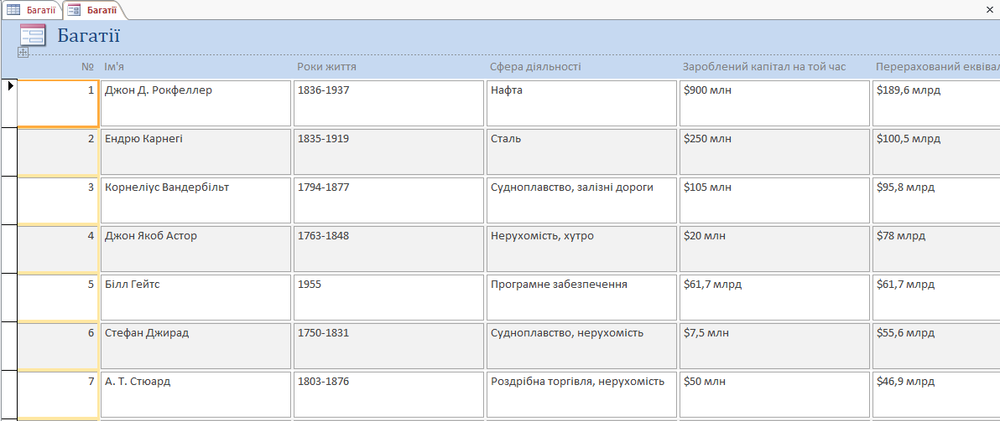 Багатії Багатії
Багатії
№ Ім'я Роки життя Сфера діяльності Зароблений капітал на той час Перерахований еквівал
1 Джон Д. Рокфеллер 1836-1937 Нафта $900 млн $189,6 млрд
2 Ендрю Карнегі 1835-1919 Сталь $250 млн $100,5 млрд
3 Корнеліус Вандербільт 1794-1877 Судноплавство, залізні дороги $105 млн $95,8 млрд
4 Джон Якоб Астор 1763-1848 Нерухомість, хутро $20 млн $78 млрд
5 Білл Гейтс 1955 Програмне забезпечення $61,7 млрд $61,7 млрд
6 Стефан Джирад 1750-1831 Судноплавство, нерухомість $7,5 млн $55,6 млрд
7 А. Т. Стюард 1803-1876 Роздрібна торгівля, нерухомість $50 млн $46,9 млрд